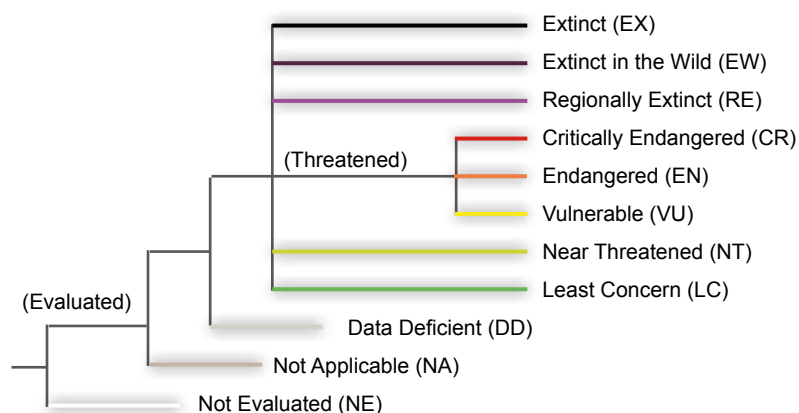 Extinct (EX)
Extinct in the Wild (EW)
Regionally Extinct (RE)
(Threatened)
Critically Endangered (CR)
Endangered (EN)
Vulnerable (VU)
Near Threatened (NT)
Least Concern (LC)
(Evaluated)
Data Deficient (DD)
Not Applicable (NA)
Not Evaluated (NE)